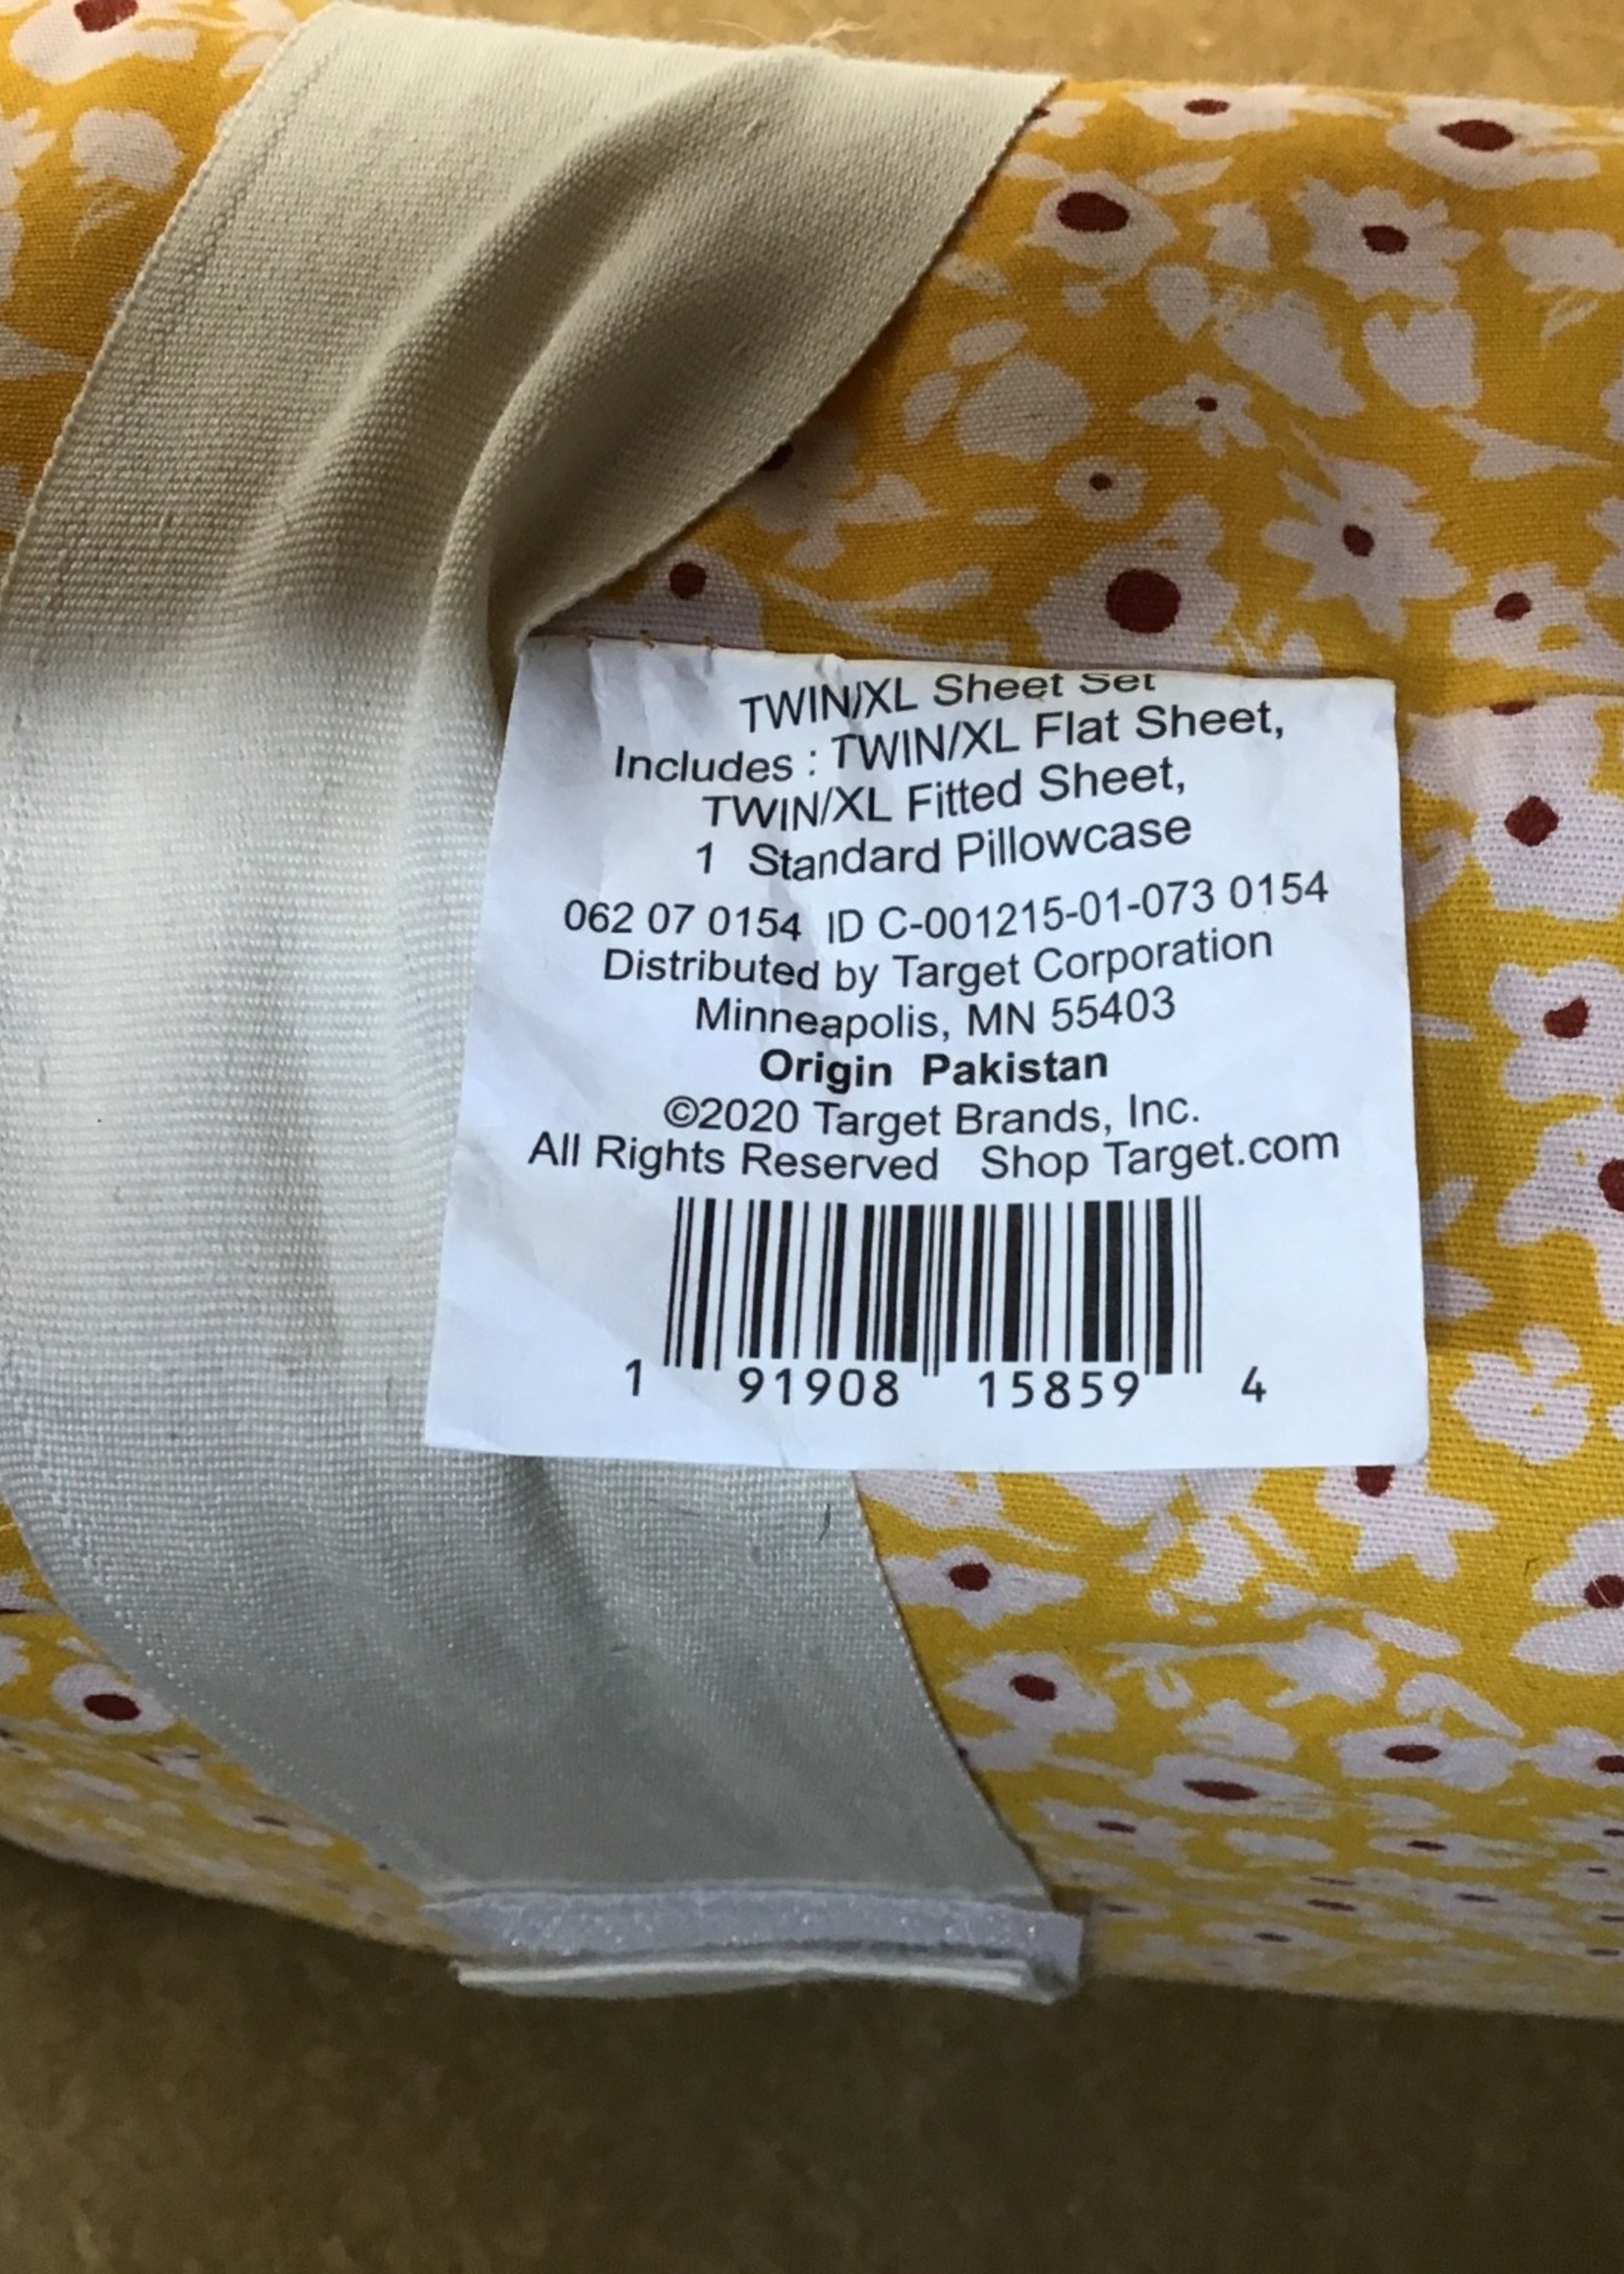 TWIN/XL Sheet Set
Includes : TWIN/XL Flat Sheet,
TWIN/XL Fitted Sheet,
1 Standard Pillowcase
062 07 0154 ID C-001215-01-073 0154
Distributed by Target Corporation
Minneapolis, MN 55403
Origin Pakistan
©2020 Target Brands, Inc.
All Rights Reserved Shop Target.com
1 91908 15859 4